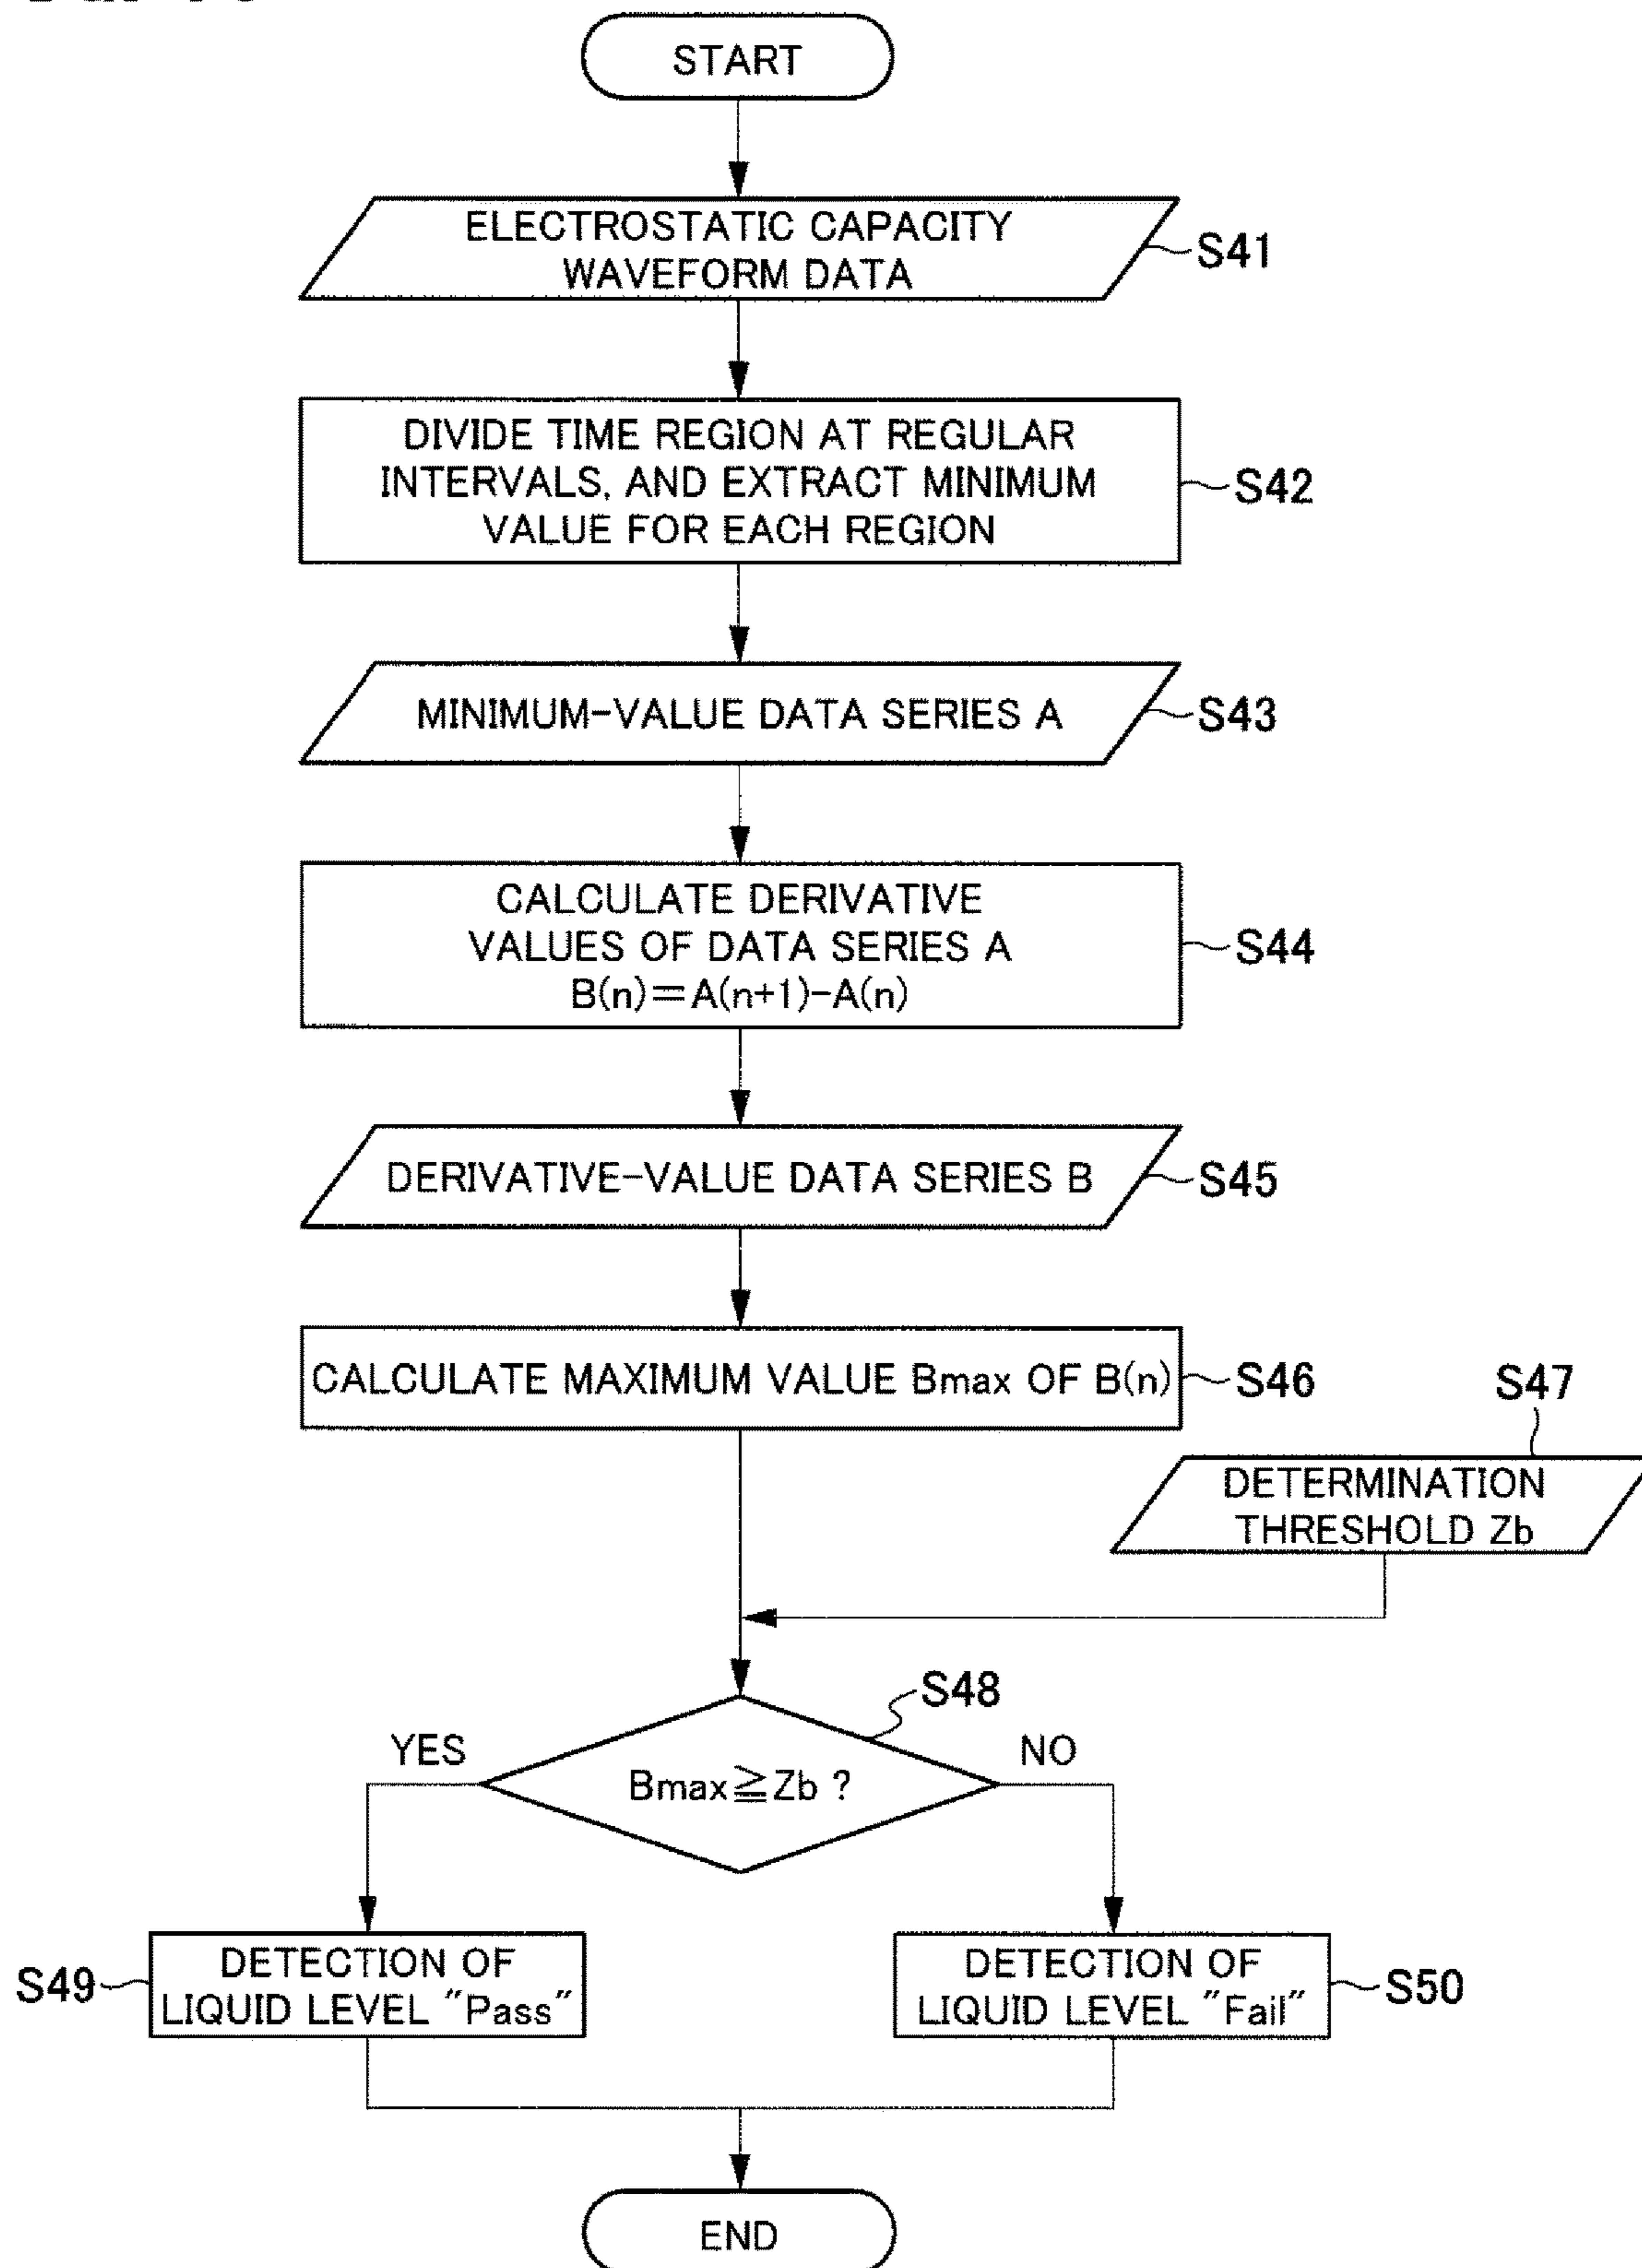 START
ELECTROSTATIC CAPACITY
WAVEFORM DATA
S41
DIVIDE TIME REGION AT REGULAR
INTERVALS, AND EXTRACT MINIMUM
VALUE FOR EACH REGION
S42
MINIMUM-VALUE DATA SERIES A
S43
CALCULATE DERIVATIVE
VALUES OF DATA SERIES A
B(n)=A(n+1)-A(n)
S44
DERIVATIVE-VALUE DATA SERIES B
S45
CALCULATE MAXIMUM VALUE Bmax OF B(n)
S46
S47
DETERMINATION
THRESHOLD Zb
S48
YES
NO
Bmax≧Zb ?
S49
DETECTION OF
LIQUID LEVEL "Pass"
DETECTION OF
LIQUID LEVEL "Fail"
S50
END